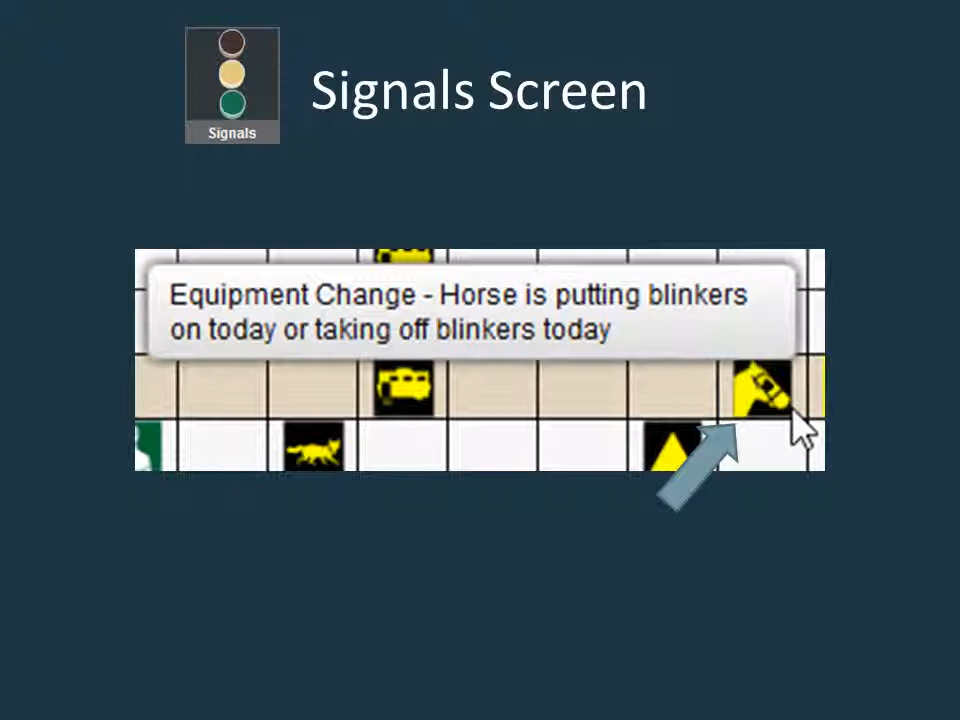 Signals
Signals Screen
Equipment Change - Horse is putting blinkers
on today or taking off blinkers today